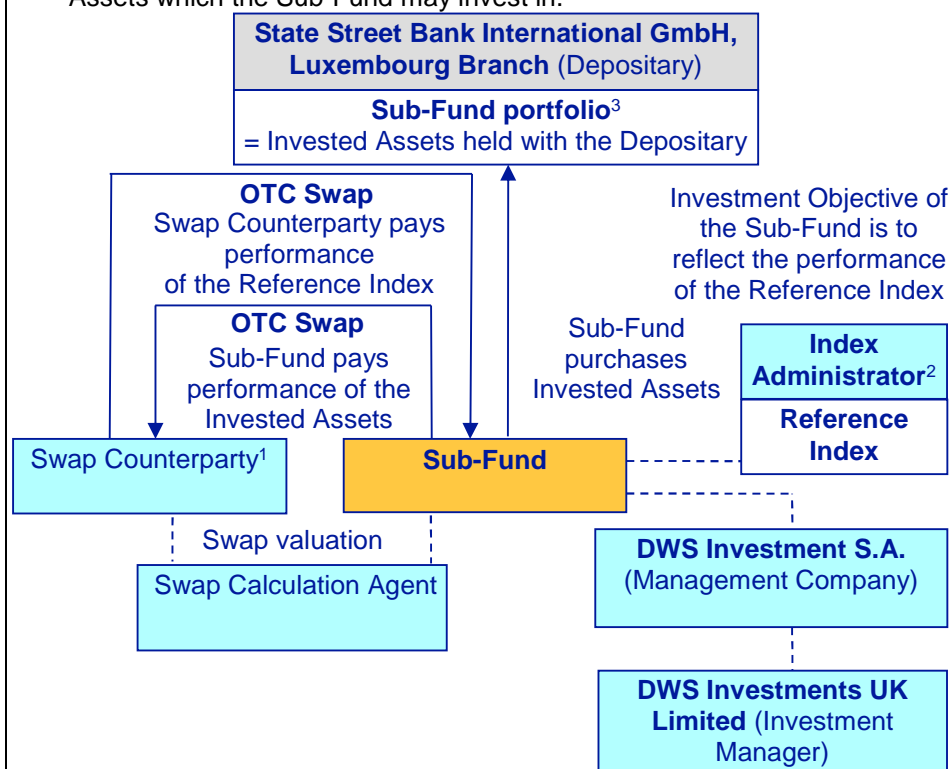 Assets which the Sub-Fund may invest in.
State Street Bank International GmbH,
Luxembourg Branch (Depositary)
Sub-Fund portfolio³
= Invested Assets held with the Depositary
OTC Swap
Swap Counterparty pays
performance
of the Reference Index
OTC Swap
Sub-Fund pays
performance of the
Invested Assets
Sub-Fund
purchases
Invested Assets
Investment Objective of
the Sub-Fund is to
reflect the performance
of the Reference Index
Index
Administrator²
Reference
Index
Swap Counterparty¹
Sub-Fund
Swap valuation
Swap Calculation Agent
DWS Investment S.A.
(Management Company)
DWS Investments UK
Limited (Investment
Manager)